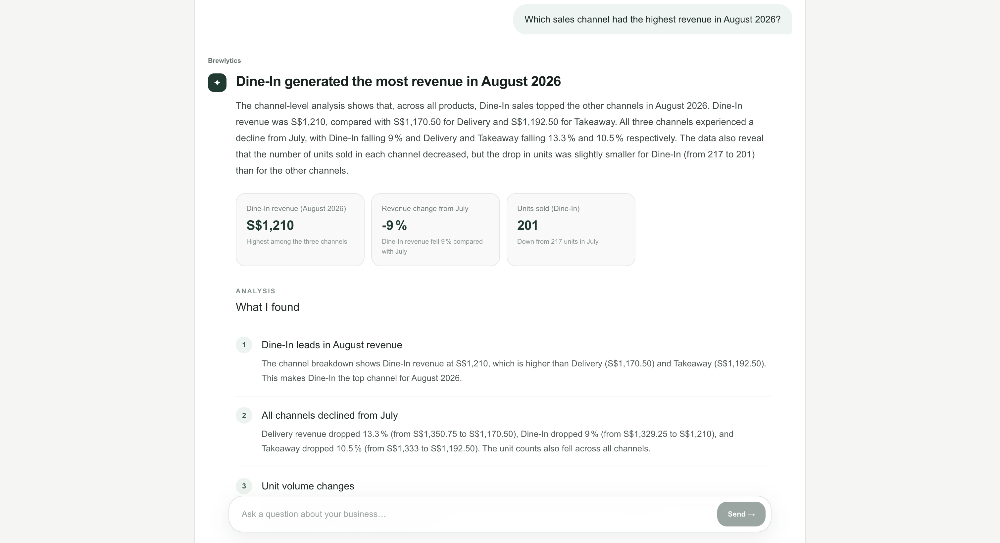 Which sales channel had the highest revenue in August 2026?
Brewlytics
Dine-In generated the most revenue in August 2026
The channel-level analysis shows that, across all products, Dine-In sales topped the other channels in August 2026. Dine-In
revenue was S$1,210, compared with S$1,170.50 for Delivery and S$1,192.50 for Takeaway. All three channels experienced a
decline from July, with Dine-In falling 9 % and Delivery and Takeaway falling 13.3 % and 10.5 % respectively. The data also reveal
that the number of units sold in each channel decreased, but the drop in units was slightly smaller for Dine-In (from 217 to 201)
than for the other channels.
Dine-In revenue (August 2026)
S$1,210
Highest among the three channels
Revenue change from July
-9 %
Dine-In revenue fell 9 % compared
with July
Units sold (Dine-In)
201
Down from 217 units in July
ANALYSIS
What I found
1
Dine-In leads in August revenue
The channel breakdown shows Dine-In revenue at S$1,210, which is higher than Delivery (S$1,170.50) and Takeaway (S$1,192.50).
This makes Dine-In the top channel for August 2026.
2
All channels declined from July
Delivery revenue dropped 13.3 % (from S$1,350.75 to S$1,170.50), Dine-In dropped 9 % (from S$1,329.25 to S$1,210), and
Takeaway dropped 10.5 % (from S$1,333 to S$1,192.50). The unit counts also fell across all channels.
3
Unit volume changes
Ask a question about your business…
Send →